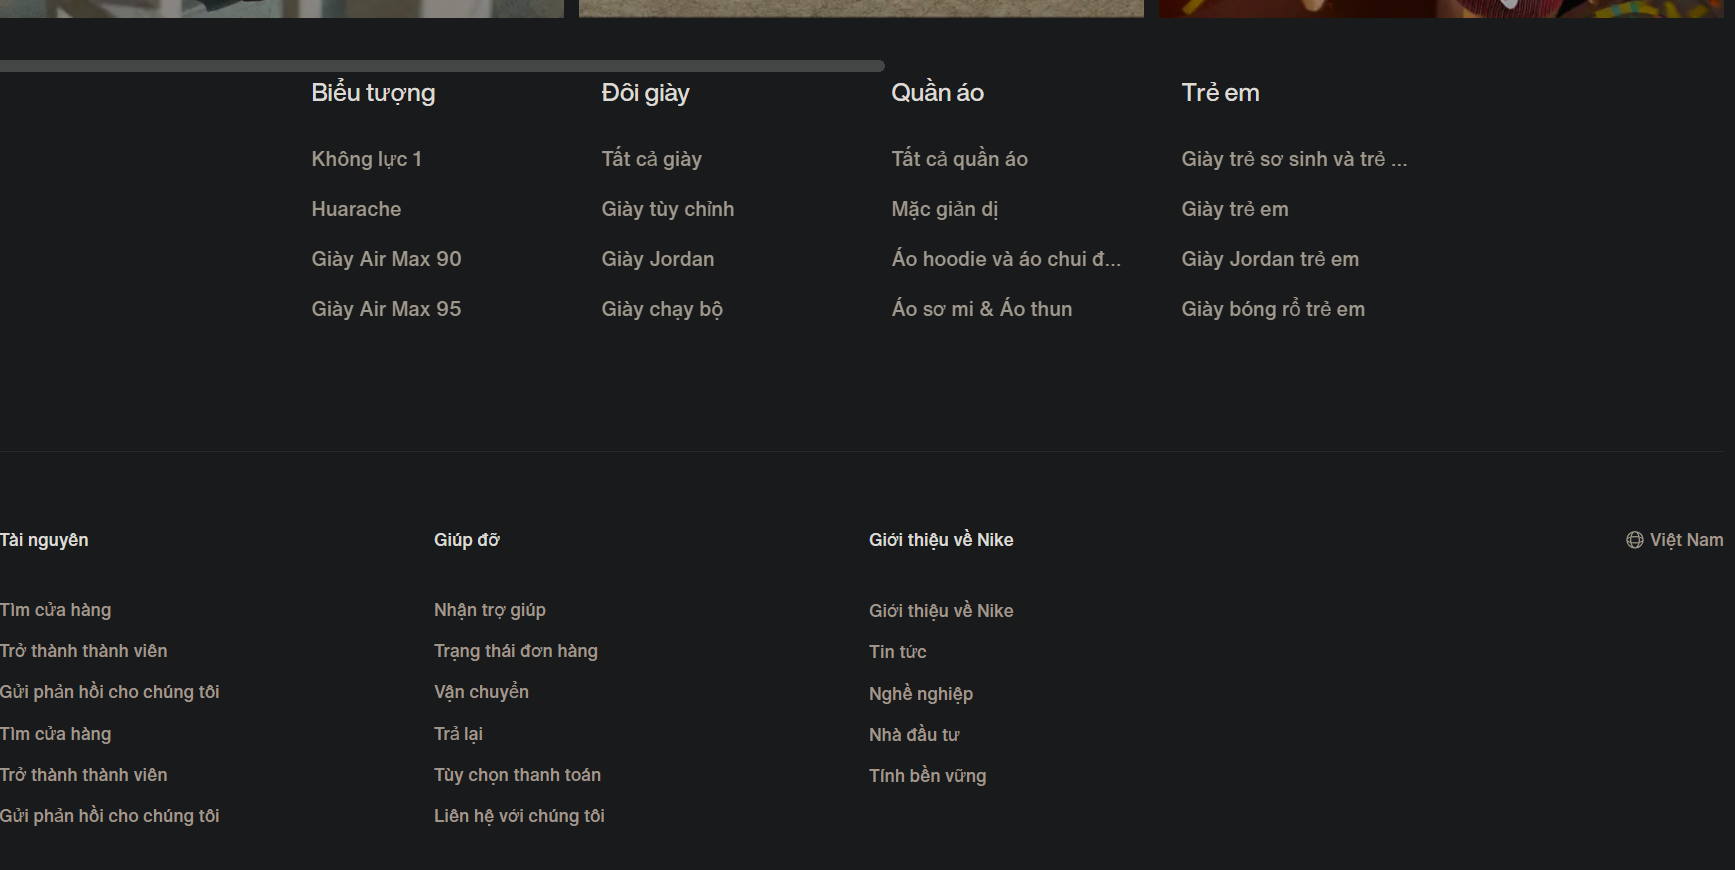 Biểu tượng
Không lực 1
Huarache
Giày Air Max 90
Giày Air Max 95
Đôi giày
Tất cả giày
Giày tùy chỉnh
Giày Jordan
Giày chạy bộ
Quần áo
Tất cả quần áo
Mặc giản dị
Áo hoodie và áo chui đ...
Áo sơ mi & Áo thun
Trẻ em
Giày trẻ sơ sinh và trẻ ...
Giày trẻ em
Giày Jordan trẻ em
Giày bóng rổ trẻ em
Tài nguyên
Tìm cửa hàng
Trở thành thành viên
Gửi phản hồi cho chúng tôi
Tìm cửa hàng
Trở thành thành viên
Gửi phản hồi cho chúng tôi
Giúp đỡ
Nhận trợ giúp
Trạng thái đơn hàng
Vận chuyển
Trả lại
Tùy chọn thanh toán
Liên hệ với chúng tôi
Giới thiệu về Nike
Giới thiệu về Nike
Tin tức
Nghề nghiệp
Nhà đầu tư
Tính bền vững
Việt Nam